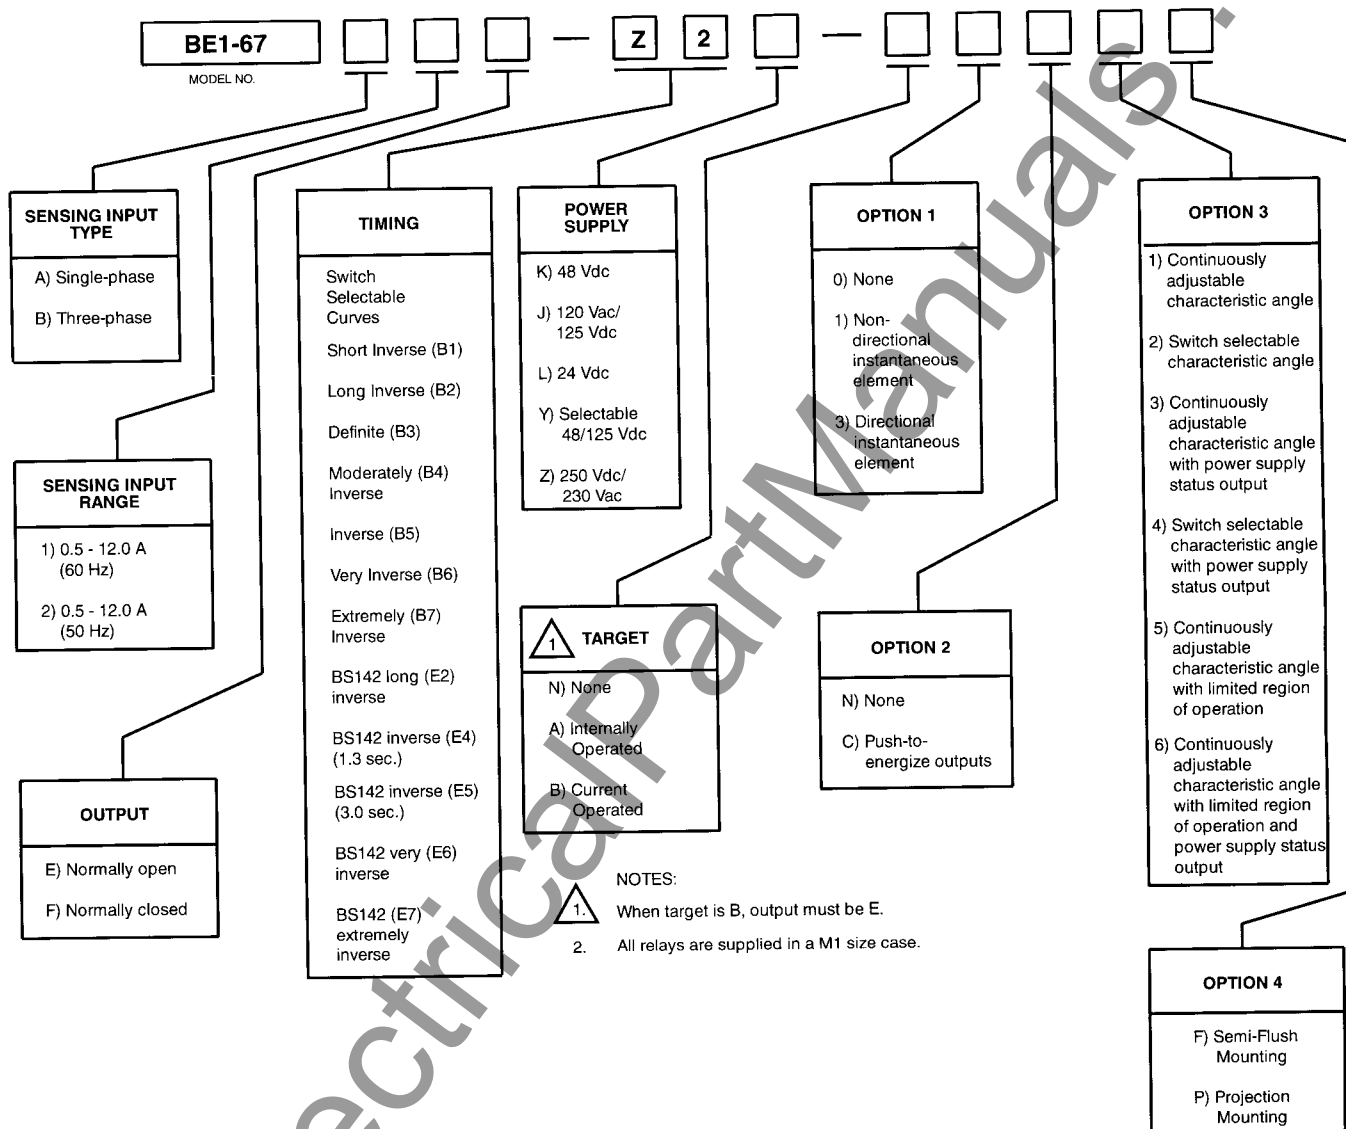 BE1-67
Z
2
MODEL NO.
SENSING INPUT
TYPE
A) Single-phase
B) Three-phase
SENSING INPUT
RANGE
1) 0.5 - 12.0 A
(60 Hz)
2) 0.5 - 12.0 A
(50 Hz)
OUTPUT
E) Normally open
F) Normally closed
TIMING
Switch
Selectable
Curves
Short Inverse (B1)
Long Inverse (B2)
Definite (B3)
Moderately (B4)
Inverse
Inverse (B5)
Very Inverse (B6)
Extremely (B7)
Inverse
BS142 long (E2)
inverse
BS142 inverse (E4)
(1.3 sec.)
BS142 inverse (E5)
(3.0 sec.)
BS142 very (E6)
inverse
BS142 (E7)
extremely
inverse
POWER
SUPPLY
K) 48 Vdc
J) 120 Vac/
125 Vdc
L) 24 Vdc
Y) Selectable
48/125 Vdc
Z) 250 Vdc/
230 Vac
1 TARGET
N) None
A) Internally
Operated
B) Current
Operated
OPTION 1
0) None
1) Non-
directional
instantaneous
element
3) Directional
instantaneous
element
OPTION 2
N) None
C) Push-to-
energize outputs
OPTION 3
1) Continuously
adjustable
characteristic angle
2) Switch selectable
characteristic angle
3) Continuously
adjustable
characteristic angle
with power supply
status output
4) Switch selectable
characteristic angle
with power supply
status output
5) Continuously
adjustable
characteristic angle
with limited region
of operation
6) Continuously
adjustable
characteristic angle
with limited region
of operation and
power supply status
output
OPTION 4
F) Semi-Flush
Mounting
P) Projection
Mounting
NOTES:
1. When target is B, output must be E.
2. All relays are supplied in a M1 size case.
ectricalPartManuals.